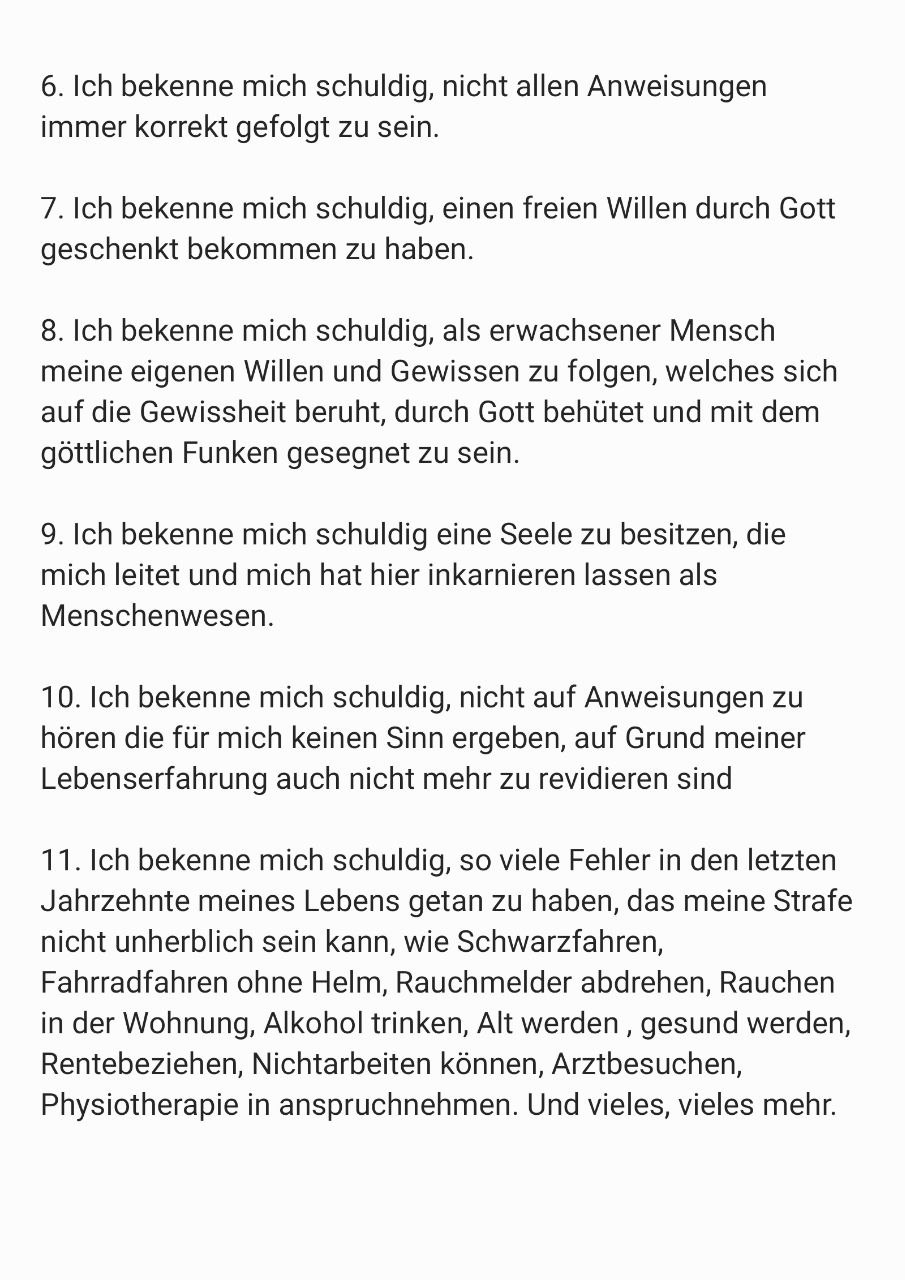 6. Ich bekenne mich schuldig, nicht allen Anweisungen
immer korrekt gefolgt zu sein.
7. Ich bekenne mich schuldig, einen freien Willen durch Gott
geschenkt bekommen zu haben.
8. Ich bekenne mich schuldig, als erwachsener Mensch
meine eigenen Willen und Gewissen zu folgen, welches sich
auf die Gewissheit beruht, durch Gott behütet und mit dem
göttlichen Funken gesegnet zu sein.
9. Ich bekenne mich schuldig eine Seele zu besitzen, die
mich leitet und mich hat hier inkarnieren lassen als
Menschenwesen.
10. Ich bekenne mich schuldig, nicht auf Anweisungen zu
hören die für mich keinen Sinn ergeben, auf Grund meiner
Lebenserfahrung auch nicht mehr zu revidieren sind
11. Ich bekenne mich schuldig, so viele Fehler in den letzten
Jahrzehnte meines Lebens getan zu haben, das meine Strafe
nicht unherblich sein kann, wie Schwarzfahren,
Fahrradfahren ohne Helm, Rauchmelder abdrehen, Rauchen
in der Wohnung, Alkohol trinken, Alt werden , gesund werden,
Rentebeziehen, Nichtarbeiten können, Arztbesuchen,
Physiotherapie in anspruchnehmen. Und vieles, vieles mehr.